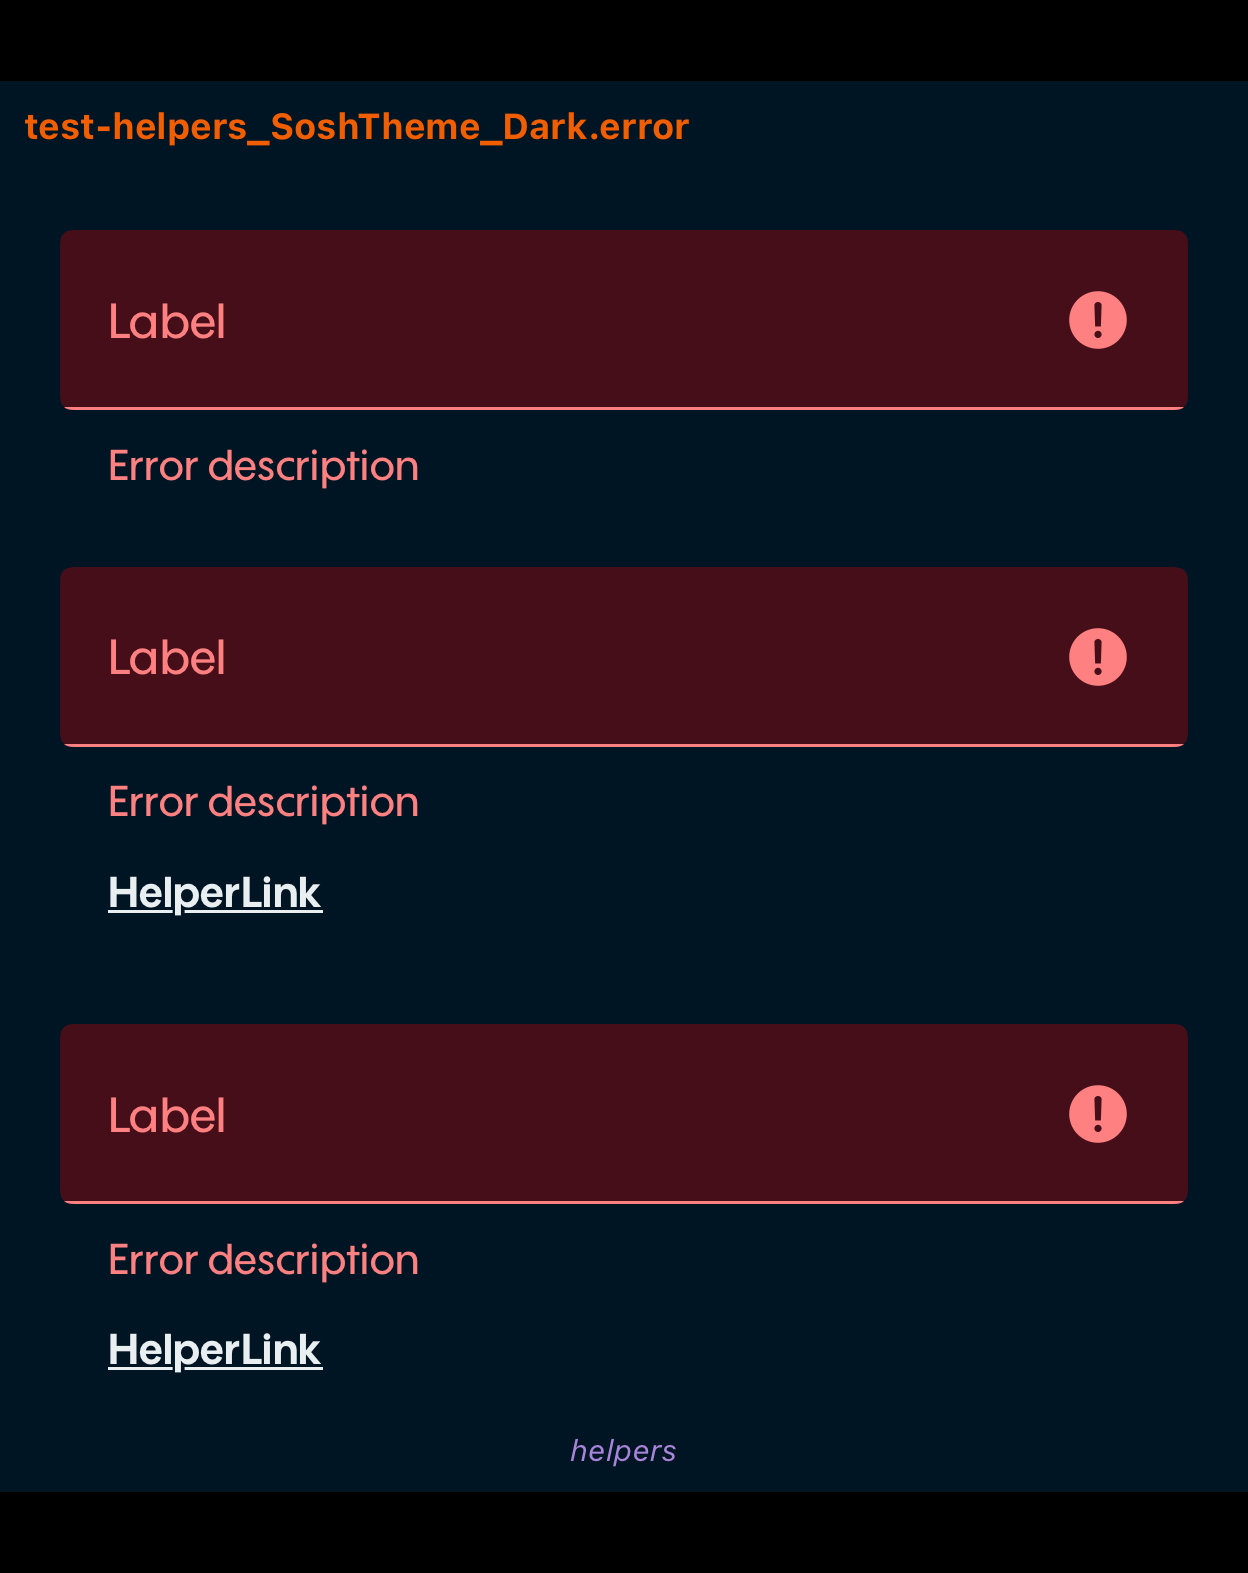 test-helpers_SoshTheme_Dark.error
Label
Error description
Label
Error description
HelperLink
Label
Error description
HelperLink
helpers